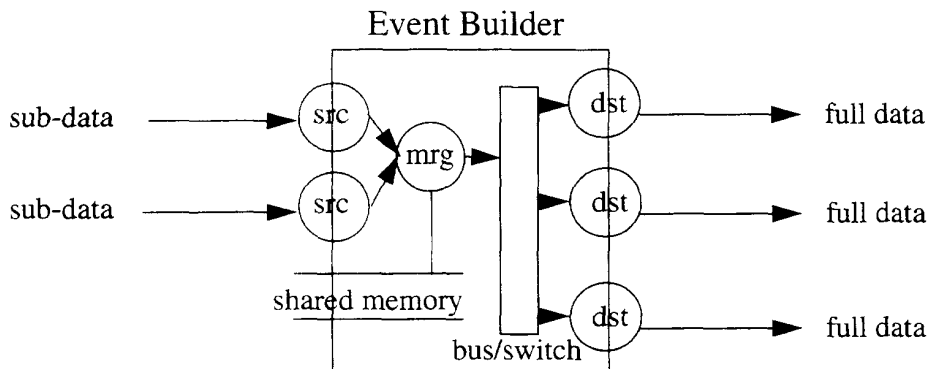 Event Builder
sub-data
src
dst
full data
mrg
sub-data
src
dst
full data
shared memory
dst
full data
bus/switch